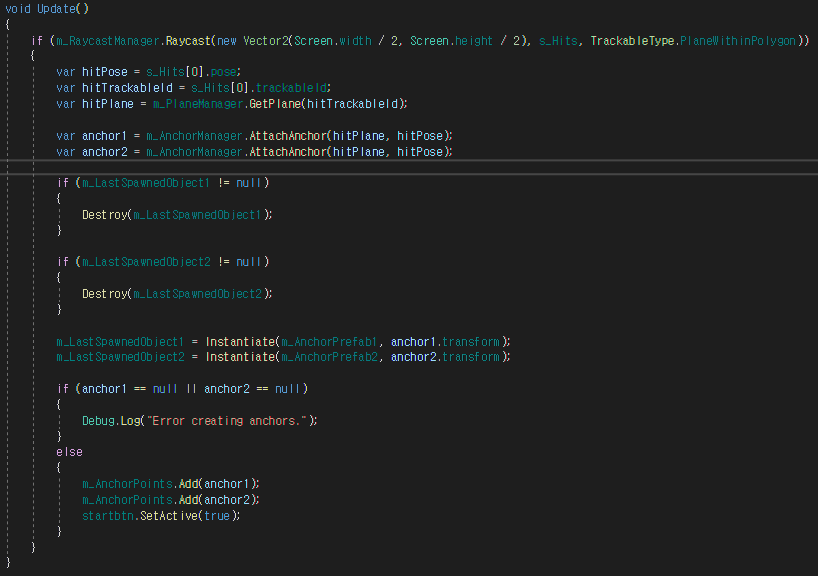 void Update()
{
if (m_RaycastManager.Raycast(new Vector2(Screen.width / 2, Screen.height / 2), s_Hits, TrackableType.PlaneWithinPolygon))
{
var hitPose = s_Hits[0].pose;
var hitTrackableId = s_Hits[0].trackableId;
var hitPlane = m_PlaneManager.GetPlane(hitTrackableId);
var anchor1 = m_AnchorManager.AttachAnchor(hitPlane, hitPose);
var anchor2 = m_AnchorManager.AttachAnchor(hitPlane, hitPose);
if (m_LastSpawnedObject1 != null)
{
Destroy(m_LastSpawnedObject1);
}
if (m_LastSpawnedObject2 != null)
{
Destroy(m_LastSpawnedObject2);
}
m_LastSpawnedObject1 = Instantiate(m_AnchorPrefab1, anchor1.transform);
m_LastSpawnedObject2 = Instantiate(m_AnchorPrefab2, anchor2.transform);
if (anchor1 == null || anchor2 == null)
{
Debug.Log("Error creating anchors.");
}
else
{
m_AnchorPoints.Add(anchor1);
m_AnchorPoints.Add(anchor2);
startbtn.SetActive(true);
}
}
}